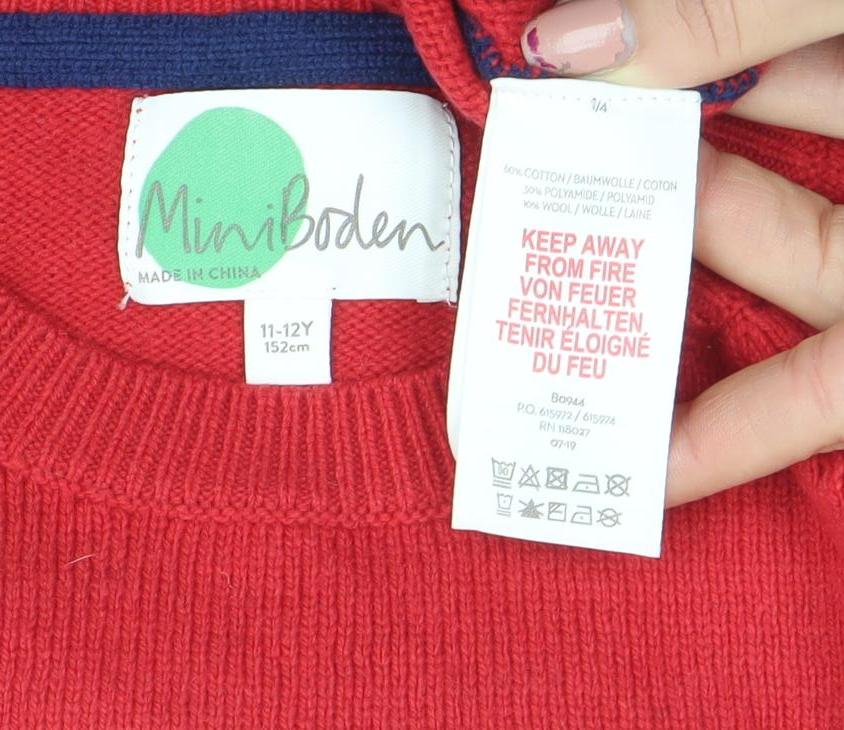 MiniBoden
MADE IN CHINA
11-12Y
152cm
1/4
60% COTTON / BAUMWOLLE / COTON
30% POLYAMIDE / POLYAMID
10% WOOL / WOLLE / LAINE
KEEP AWAY
FROM FIRE
VON FEUER
FERNHALTEN
TENIR ÉLOIGNÉ
DU FEU
B0944
P.O. 615972 / 615974
RN 118027
07-19